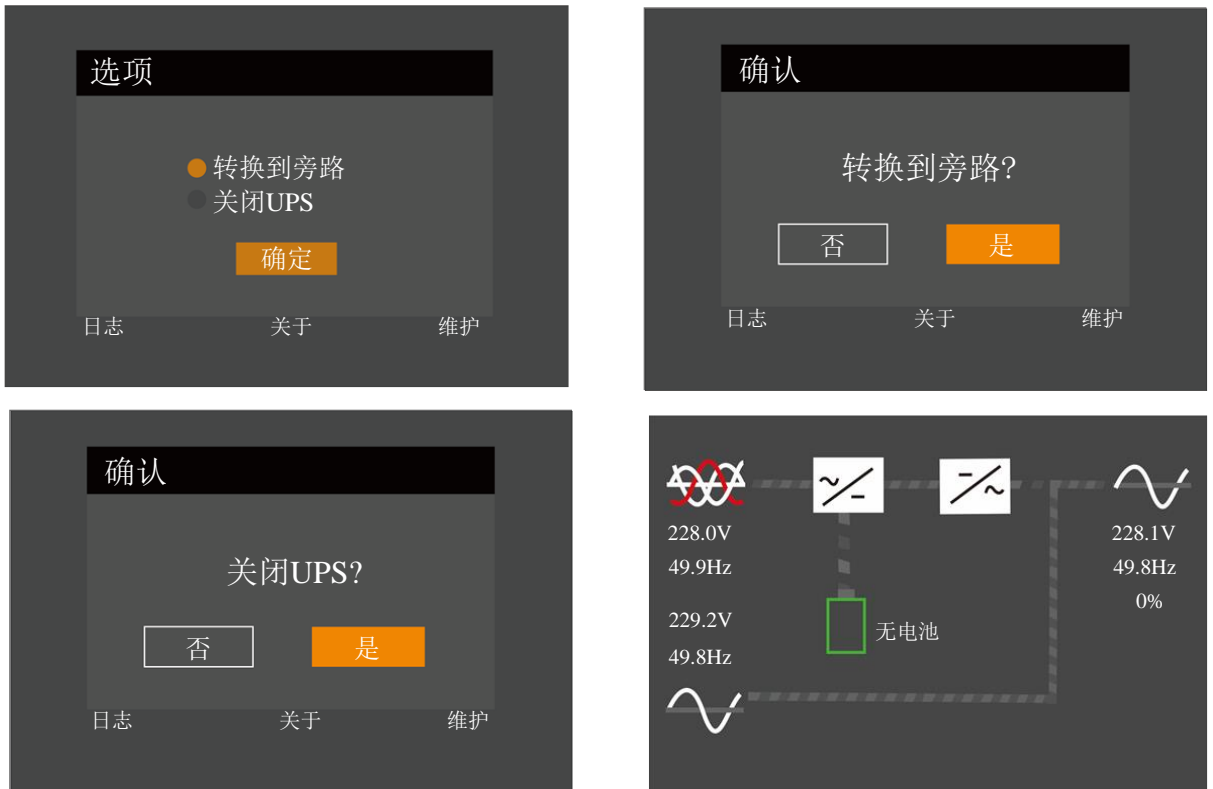 选项
转换到旁路
关闭UPS
确定
日志 关于 维护
确认
转换到旁路?
否 是
日志 关于 维护
确认
关闭UPS?
否 是
日志 关于 维护
228.0V
49.9Hz
229.2V
49.8Hz
无电池
228.1V
49.8Hz
0%